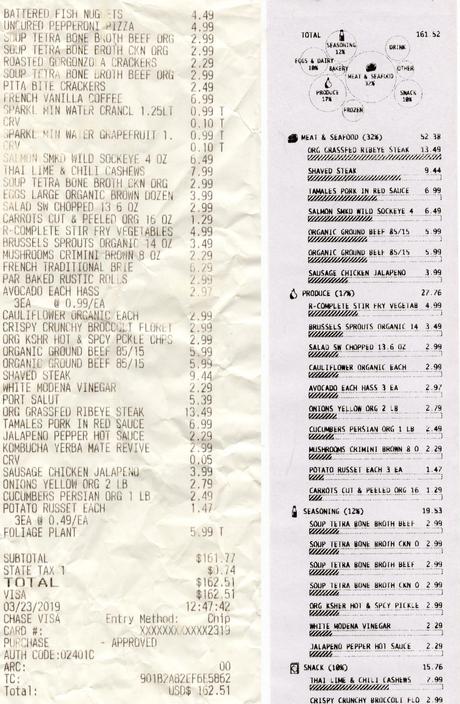 BATTERED FISH NUGGETS 4.49
UNCURED PEPPERONI PIZZA 4.99
SOUP TETRA BONE BROTH BEEF ORG 2.99
SOUP TETRA BONE BROTH CKN ORG 2.99
ROASTED GORGONZOLA CRACKERS 2.29
SOUP TETRA BONE BROTH BEEF ORG 2.99
PITA BITE CRACKERS 2.49
FRENCH VANILLA COFFEE 6.99
SPARKL MIN WATER CRANCL 1.25LT 0.99 T
CRV 0.10 T
SPARKL MIN WATER GRAPEFRUIT 1. 0.99 T
CRV 0.10 T
SALMON SMKD WILD SOCKEYE 4 OZ 6.49
THAI LIME & CHILI CASHEWS 7.99
SOUP TETRA BONE BROTH CKN ORG 2.99
EGGS LARGE ORGANIC BROWN DOZEN 3.99
SALAD SW CHOPPED 13.6 OZ 2.99
CARROTS CUT & PEELED ORG 16 OZ 1.29
R-COMPLETE STIR FRY VEGETABLES 4.99
BRUSSELS SPROUTS ORGANIC 14 OZ 3.49
MUSHROOMS CRIMINI BROWN 8 OZ 2.29
FRENCH TRADITIONAL BRIE 6.29
PAR BAKED RUSTIC ROLLS 2.99
AVOCADO EACH HASS 2.97
3EA @ 0.99/EA
CAULIFLOWER ORGANIC EACH 2.99
CRISPY CRUNCHY BROCCOLI FLORET 2.99
ORG KSHR HOT & SPCY PCKLE CHPS 2.99
ORGANIC GROUND BEEF 85/15 5.99
ORGANIC GROUND BEEF 85/15 5.99
SHAVED STEAK 9.44
WHITE MODENA VINEGAR 2.29
PORT SALUT 5.39
ORG GRASSFED RIBEYE STEAK 13.49
TAMALES PORK IN RED SAUCE 6.99
JALAPENO PEPPER HOT SAUCE 2.29
KOMBUCHA YERBA MATE REVIVE 2.99
CRV 0.05
SAUSAGE CHICKEN JALAPENO 3.99
ONIONS YELLOW ORG 2 LB 2.79
CUCUMBERS PERSIAN ORG 1 LB 2.49
POTATO RUSSET EACH 1.47
3EA @ 0.49/EA
FOLIAGE PLANT 5.99 T
SUBTOTAL $161.77
STATE TAX 1 $0.74
TOTAL $162.51
VISA $162.51
03/23/2019 12:47:42
CHASE VISA Entry Method: Chip
CARD #: XXXXXXXXXXXX2319
PURCHASE - APPROVED
AUTH CODE:02401C
ARC: 00
TC: 901B2AB2EF6E5862
Total: USD$ 162.51
TOTAL 161.52
SEASONING
12%
DRINK
EGGS & DAIRY
10%
BAKERY
OTHER
MEAT & SEAFOOD
32%
PRODUCE
17%
SNACK
10%
FROZEN
MEAT & SEAFOOD (32%) 52.38
ORG GRASSFED RIBEYE STEAK 13.49
SHAVED STEAK 9.44
TAMALES PORK IN RED SAUCE 6.99
SALMON SMKD WILD SOCKEYE 4 6.49
ORGANIC GROUND BEEF 85/15 5.99
ORGANIC GROUND BEEF 85/15 5.99
SAUSAGE CHICKEN JALAPENO 3.99
PRODUCE (17%) 27.76
R-COMPLETE STIR FRY VEGETAB 4.99
BRUSSELS SPROUTS ORGANIC 14 3.49
SALAD SW CHOPPED 13.6 OZ 2.99
CAULIFLOWER ORGANIC EACH 2.99
AVOCADO EACH HASS 3 EA 2.97
ONIONS YELLOW ORG 2 LB 2.79
CUCUMBERS PERSIAN ORG 1 LB 2.49
MUSHROOMS CRIMINI BROWN 8 O 2.29
POTATO RUSSET EACH 3 EA 1.47
CARROTS CUT & PEELED ORG 16 1.29
SEASONING (12%) 19.53
SOUP TETRA BONE BROTH BEEF 2.99
SOUP TETRA BONE BROTH CKN O 2.99
SOUP TETRA BONE BROTH BEEF 2.99
SOUP TETRA BONE BROTH CKN O 2.99
ORG KSHER HOT & SPCY PICKLE 2.99
WHITE MODENA VINEGAR 2.29
JALAPENO PEPPER HOT SAUCE 2.29
SNACK (10%) 15.76
THAI LIME & CHILI CASHEWS 7.99
CRISPY CRUNCHY BROCCOLI FLO 2.99